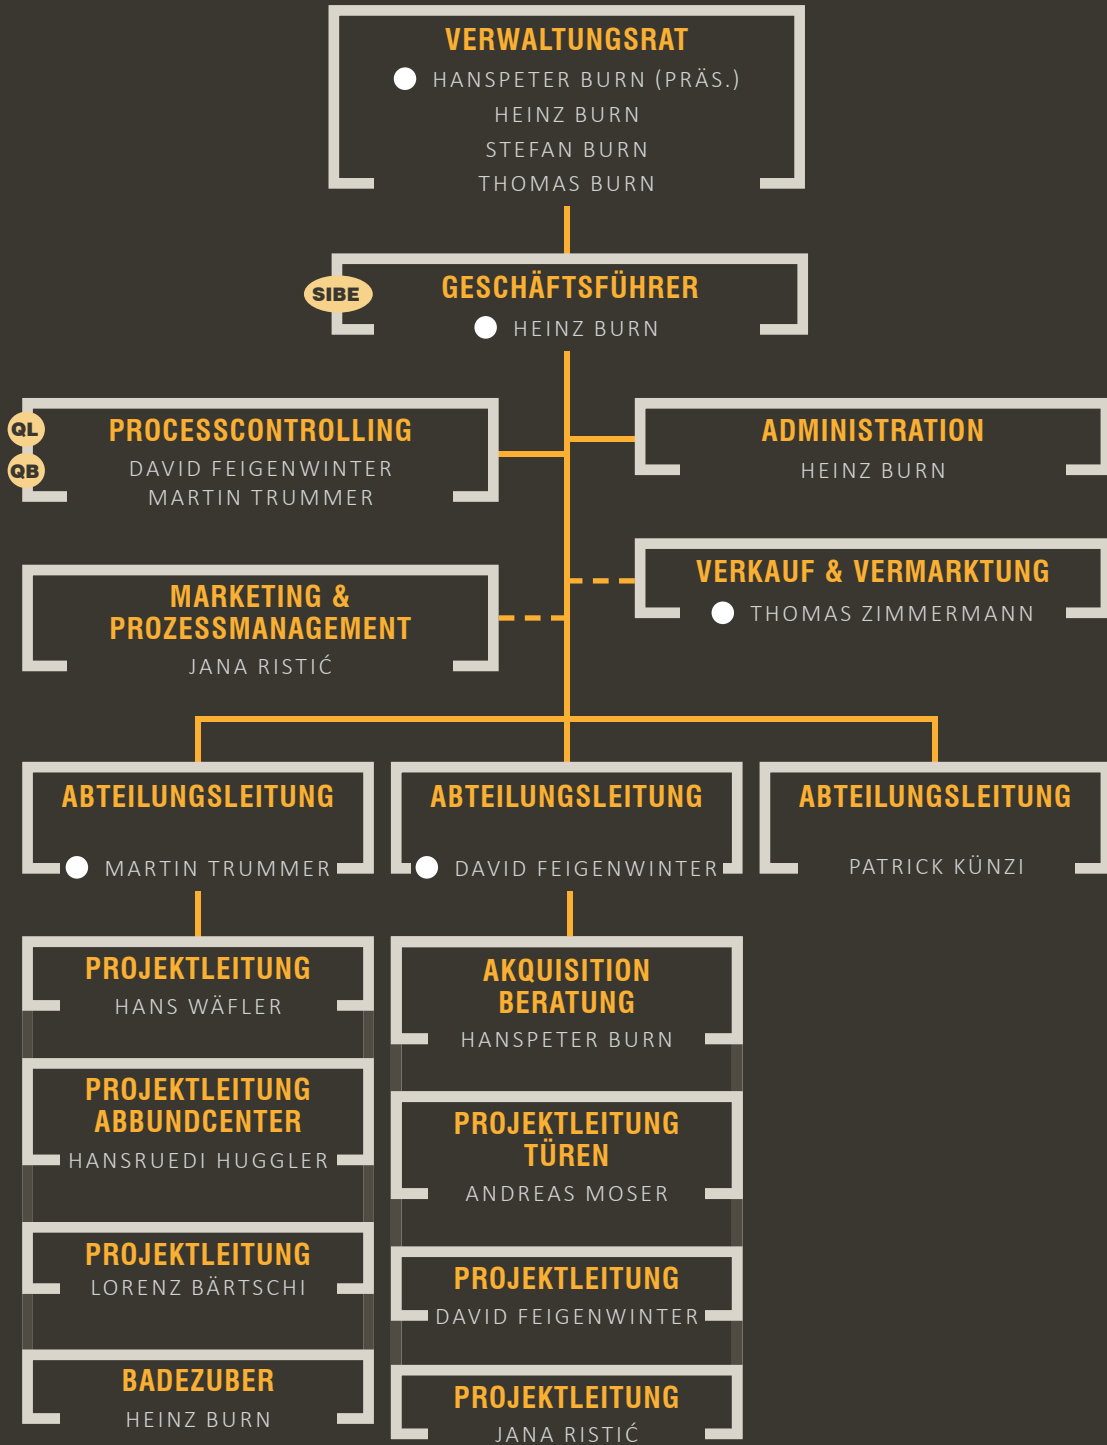 VERWALTUNGSRAT
HANSPETER BURN (PRÄS.)
HEINZ BURN
STEFAN BURN
THOMAS BURN
SIBE
GESCHÄFTSFÜHRER
HEINZ BURN
QL
QB
PROCESSCONTROLLING
DAVID FEIGENWINTER
MARTIN TRUMMER
ADMINISTRATION
HEINZ BURN
MARKETING &
PROZESSMANAGEMENT
JANA RISTIĆ
VERKAUF & VERMARKTUNG
THOMAS ZIMMERMANN
ABTEILUNGSLEITUNG
MARTIN TRUMMER
ABTEILUNGSLEITUNG
DAVID FEIGENWINTER
ABTEILUNGSLEITUNG
PATRICK KÜNZI
PROJEKTLEITUNG
HANS WÄFLER
PROJEKTLEITUNG
ABBUNDCENTER
HANSRUEDI HUGGLER
PROJEKTLEITUNG
LORENZ BÄRTSCHI
BADEZUBER
HEINZ BURN
AKQUISITION
BERATUNG
HANSPETER BURN
PROJEKTLEITUNG
TÜREN
ANDREAS MOSER
PROJEKTLEITUNG
DAVID FEIGENWINTER
PROJEKTLEITUNG
JANA RISTIĆ